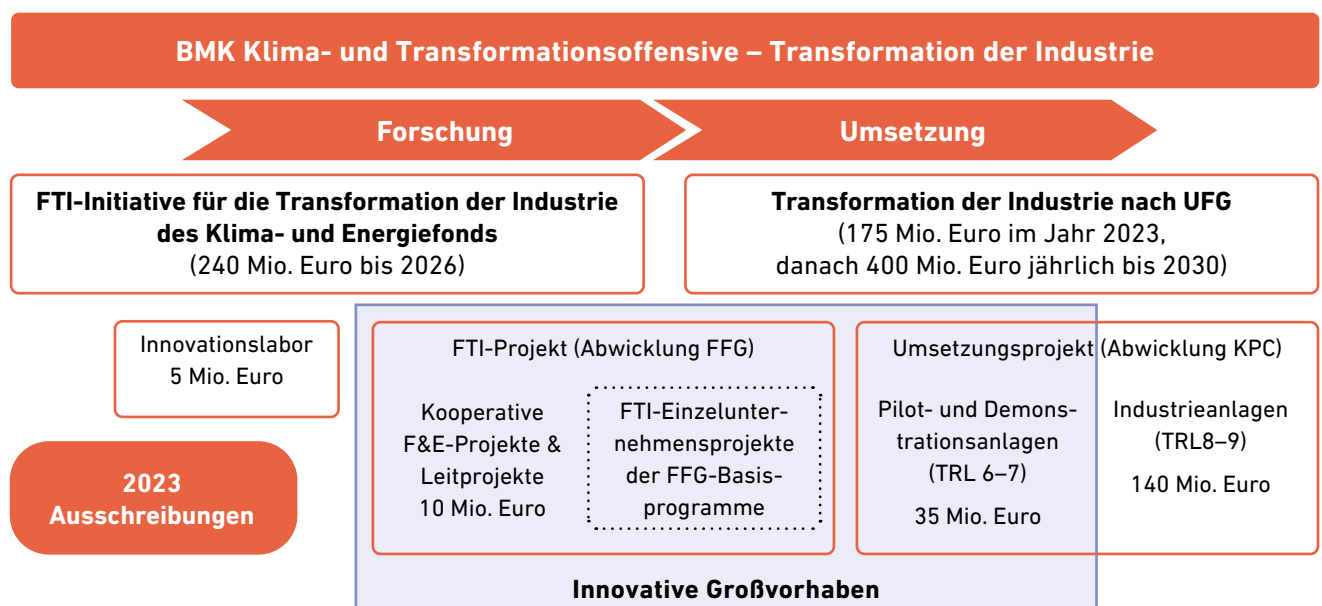 BMK Klima- und Transformationsoffensive – Transformation der Industrie
Forschung
Umsetzung
FTI-Initiative für die Transformation der Industrie
des Klima- und Energiefonds
(240 Mio. Euro bis 2026)
Transformation der Industrie nach UFG
(175 Mio. Euro im Jahr 2023,
danach 400 Mio. Euro jährlich bis 2030)
Innovationslabor
5 Mio. Euro
2023
Ausschreibungen
FTI-Projekt (Abwicklung FFG)
Kooperative
F&E-Projekte &
Leitprojekte
10 Mio. Euro
FTI-Einzelunter-
nehmensprojekte
der FFG-Basis-
programme
Umsetzungsprojekt (Abwicklung KPC)
Pilot- und Demons-
trationsanlagen
(TRL 6–7)
35 Mio. Euro
Industrieanlagen
(TRL8–9)
140 Mio. Euro
Innovative Großvorhaben